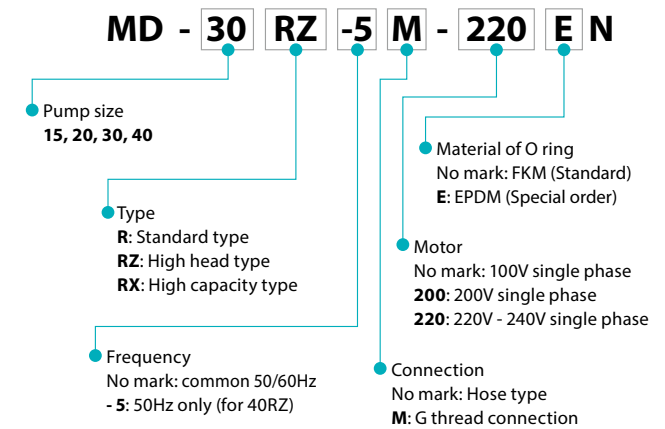 MD - 30 RZ -5 M - 220 E N
Pump size
15, 20, 30, 40
Material of O ring
No mark: FKM (Standard)
E: EPDM (Special order)
Type
R: Standard type
RZ: High head type
RX: High capacity type
Motor
No mark: 100V single phase
200: 200V single phase
220: 220V - 240V single phase
Frequency
No mark: common 50/60Hz
- 5: 50Hz only (for 40RZ)
Connection
No mark: Hose type
M: G thread connection